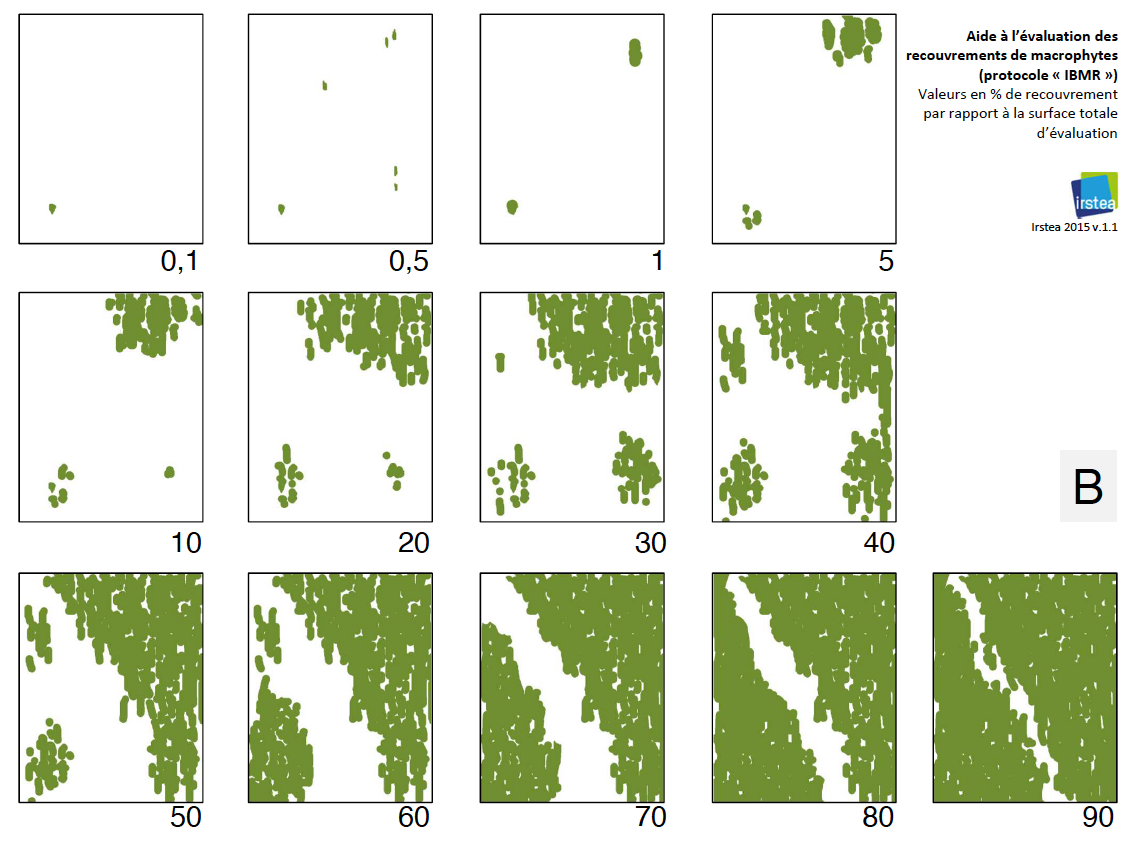 Aide à l’évaluation des
recouvrements de macrophytes
(protocole « IBMR »)
Valeurs en % de recouvrement
par rapport à la surface totale
d’évaluation
irstea
Irstea 2015 v.1.1
0,1
0,5
1
5
10
20
30
40
B
50
60
70
80
90